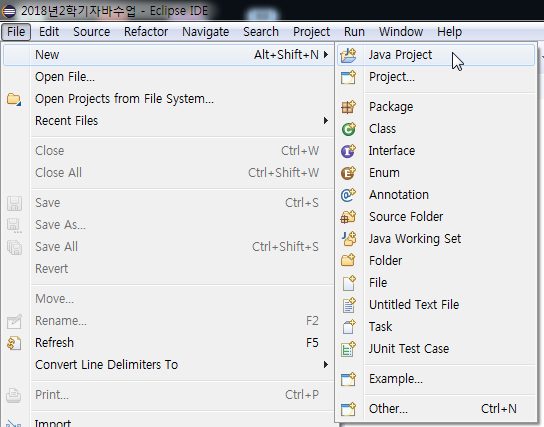 2018년2학기자바수업 - Eclipse IDE
File Edit Source Refactor Navigate Search Project Run Window Help
New Alt+Shift+N
Open File...
Open Projects from File System...
Recent Files
Close Ctrl+W
Close All Ctrl+Shift+W
Save Ctrl+S
Save As...
Save All Ctrl+Shift+S
Revert
Move...
Rename... F2
Refresh F5
Convert Line Delimiters To
Print... Ctrl+P
Import
Java Project
Project...
Package
Class
Interface
Enum
Annotation
Source Folder
Java Working Set
Folder
File
Untitled Text File
Task
JUnit Test Case
Example...
Other... Ctrl+N